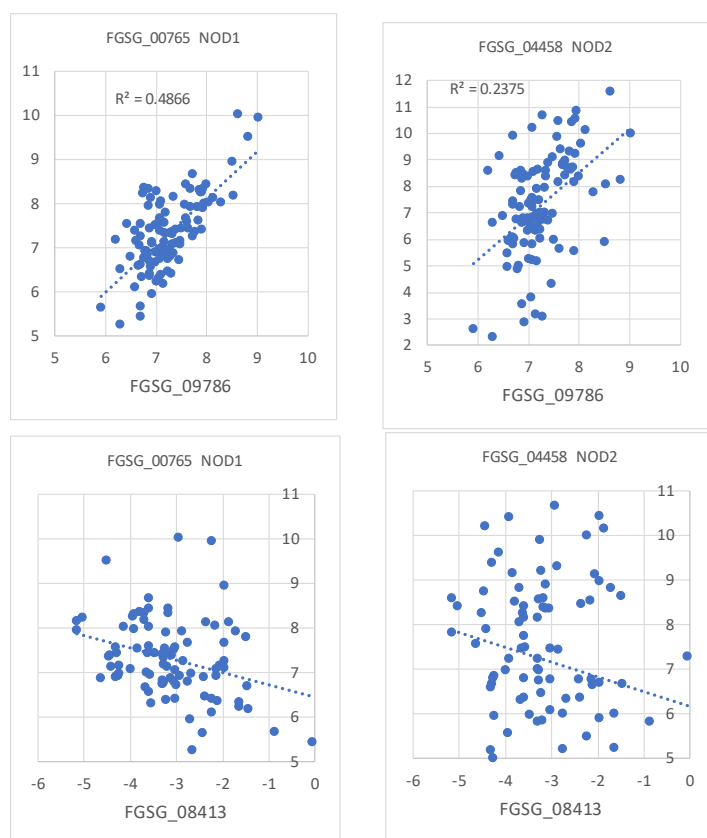 FGSG_00765 NOD1
11
10
9
8
7
6
5
R² = 0.4866
5 6 7 8 9 10
FGSG_09786
FGSG_04458 NOD2
12
11
10
9
8
7
6
5
4
3
2
R² = 0.2375
5 6 7 8 9 10
FGSG_09786
FGSG_00765 NOD1
11
10
9
8
7
6
5
-6 -5 -4 -3 -2 -1 0
FGSG_08413
FGSG_04458 NOD2
11
10
9
8
7
6
5
-6 -5 -4 -3 -2 -1 0
FGSG_08413